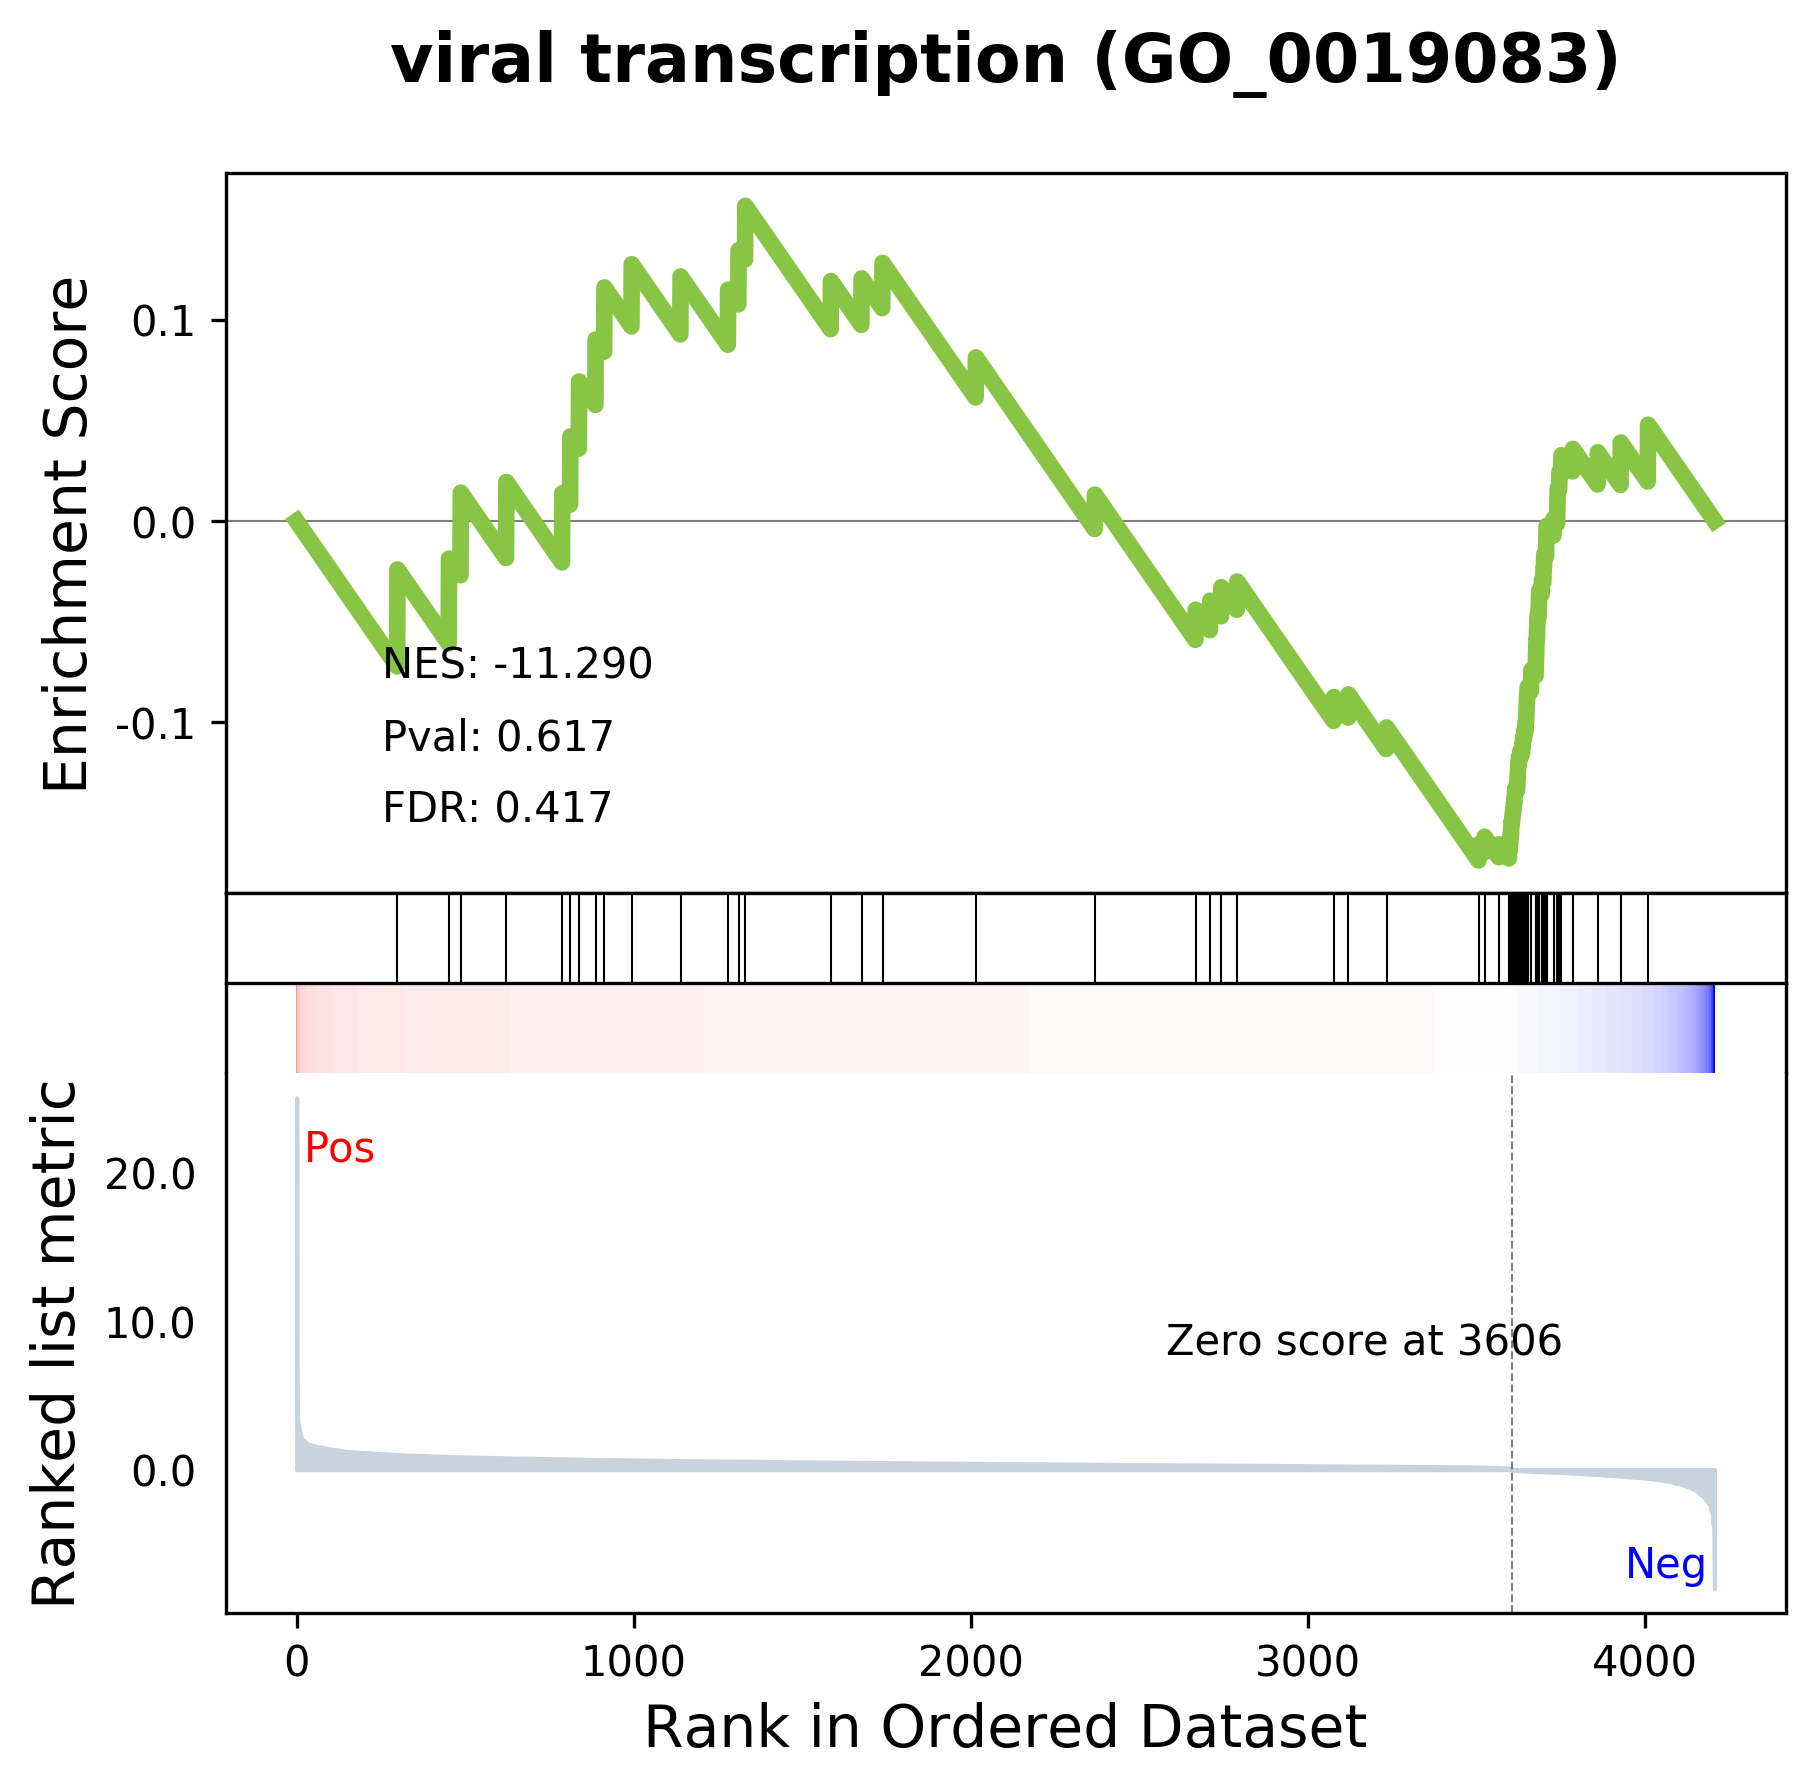 viral transcription (GO_0019083)
Enrichment Score
0.1
0.0
-0.1
NES: -11.290
Pval: 0.617
FDR: 0.417
Ranked list metric
20.0
10.0
0.0
Pos
Zero score at 3606
Neg
0 1000 2000 3000 4000
Rank in Ordered Dataset